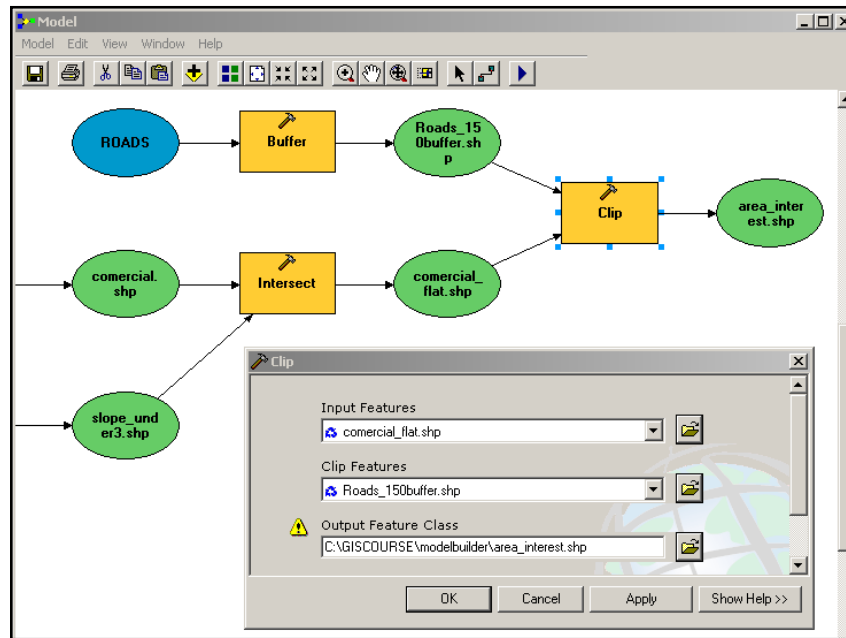 Model
Model Edit View Window Help
ROADS
Buffer
Roads_15
0buffer.sh
p
Clip
area_inter
est.shp
comercial.
shp
Intersect
comercial_
flat.shp
slope_und
er3.shp
Clip
Input Features
comercial_flat.shp
Clip Features
Roads_150buffer.shp
Output Feature Class
C:\GISCOURSE\modelbuilder\area_interest.shp
OK Cancel Apply Show Help >>